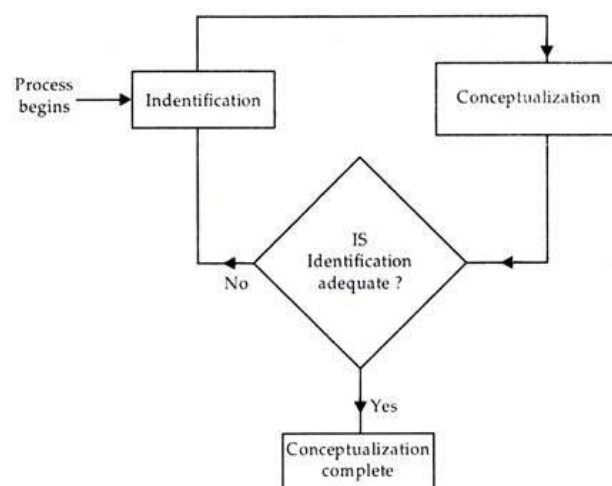 Process
begins
Indentification
Conceptualization
IS
Identification
adequate ?
No
Yes
Conceptualization
complete